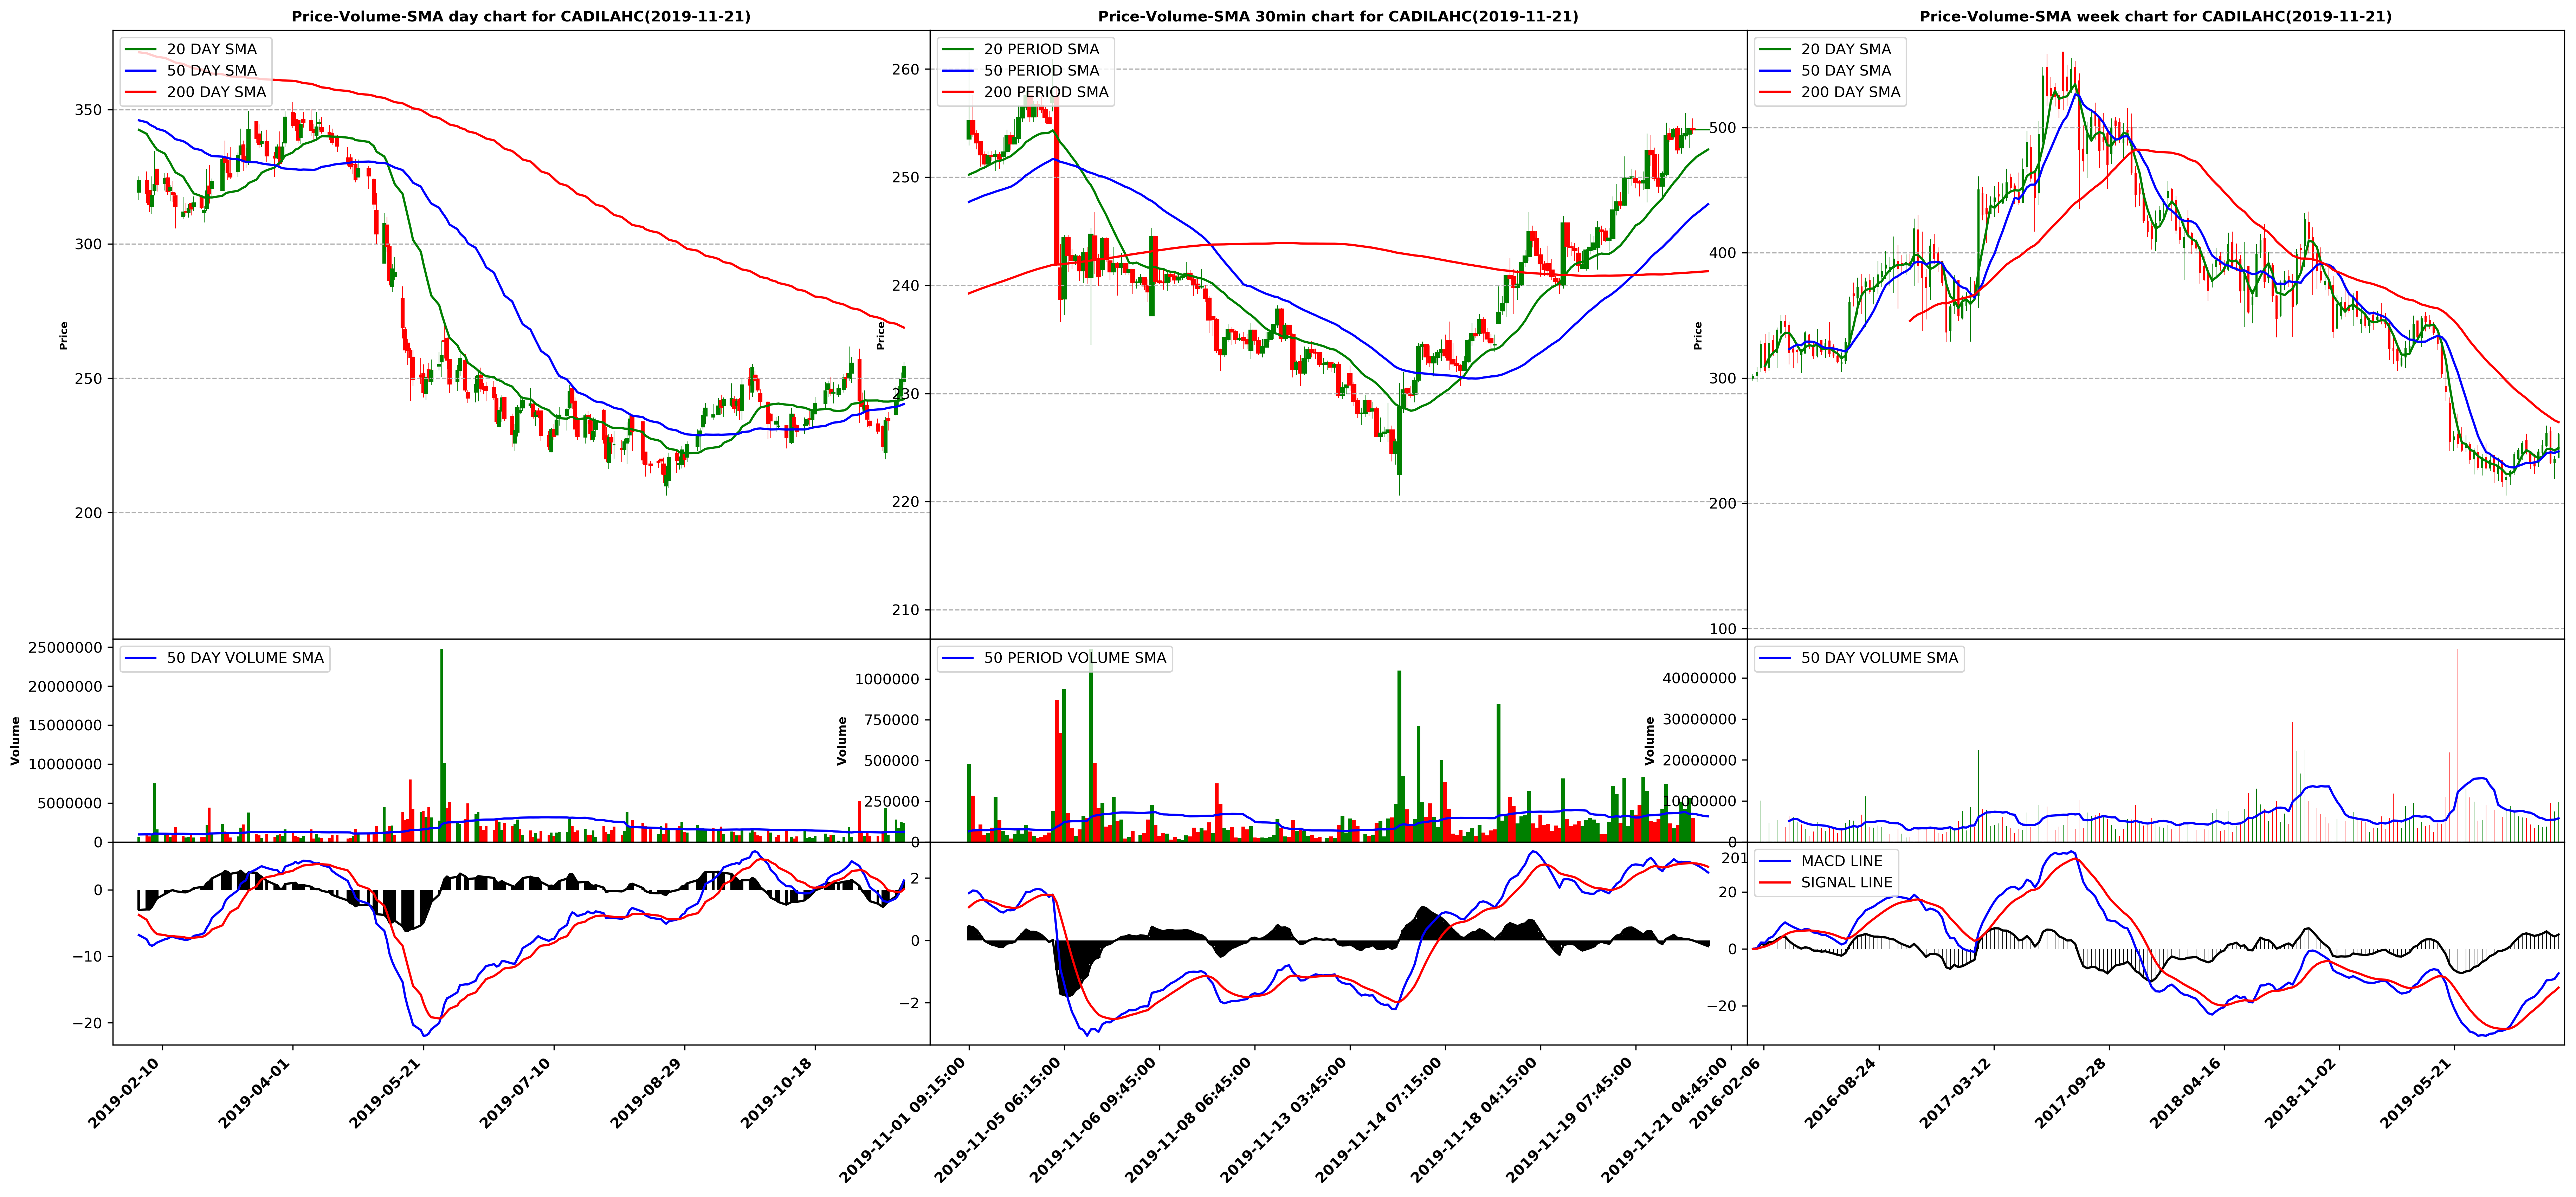 Price-Volume-SMA day chart for CADILAHC(2019-11-21)
20 DAY SMA
50 DAY SMA
200 DAY SMA
350
300
250
200
Price
50 DAY VOLUME SMA
25000000
20000000
15000000
10000000
5000000
0
Volume
0
−10
−20
2019-02-10
2019-04-01
2019-05-21
2019-07-10
2019-08-29
2019-10-18
Price-Volume-SMA 30min chart for CADILAHC(2019-11-21)
20 PERIOD SMA
50 PERIOD SMA
200 PERIOD SMA
260
250
240
230
220
210
Price
50 PERIOD VOLUME SMA
1000000
750000
500000
250000
0
Volume
2
0
−2
2019-11-01 09:15:00
2019-11-05 06:15:00
2019-11-06 09:45:00
2019-11-08 06:45:00
2019-11-13 03:45:00
2019-11-14 07:15:00
2019-11-18 04:15:00
2019-11-19 07:45:00
2019-11-21 04:45:00
Price-Volume-SMA week chart for CADILAHC(2019-11-21)
20 DAY SMA
50 DAY SMA
200 DAY SMA
500
400
300
200
100
Price
50 DAY VOLUME SMA
40000000
30000000
20000000
10000000
0
Volume
MACD LINE
SIGNAL LINE
20
0
−20
2016-02-06
2016-08-24
2017-03-12
2017-09-28
2018-04-16
2018-11-02
2019-05-21